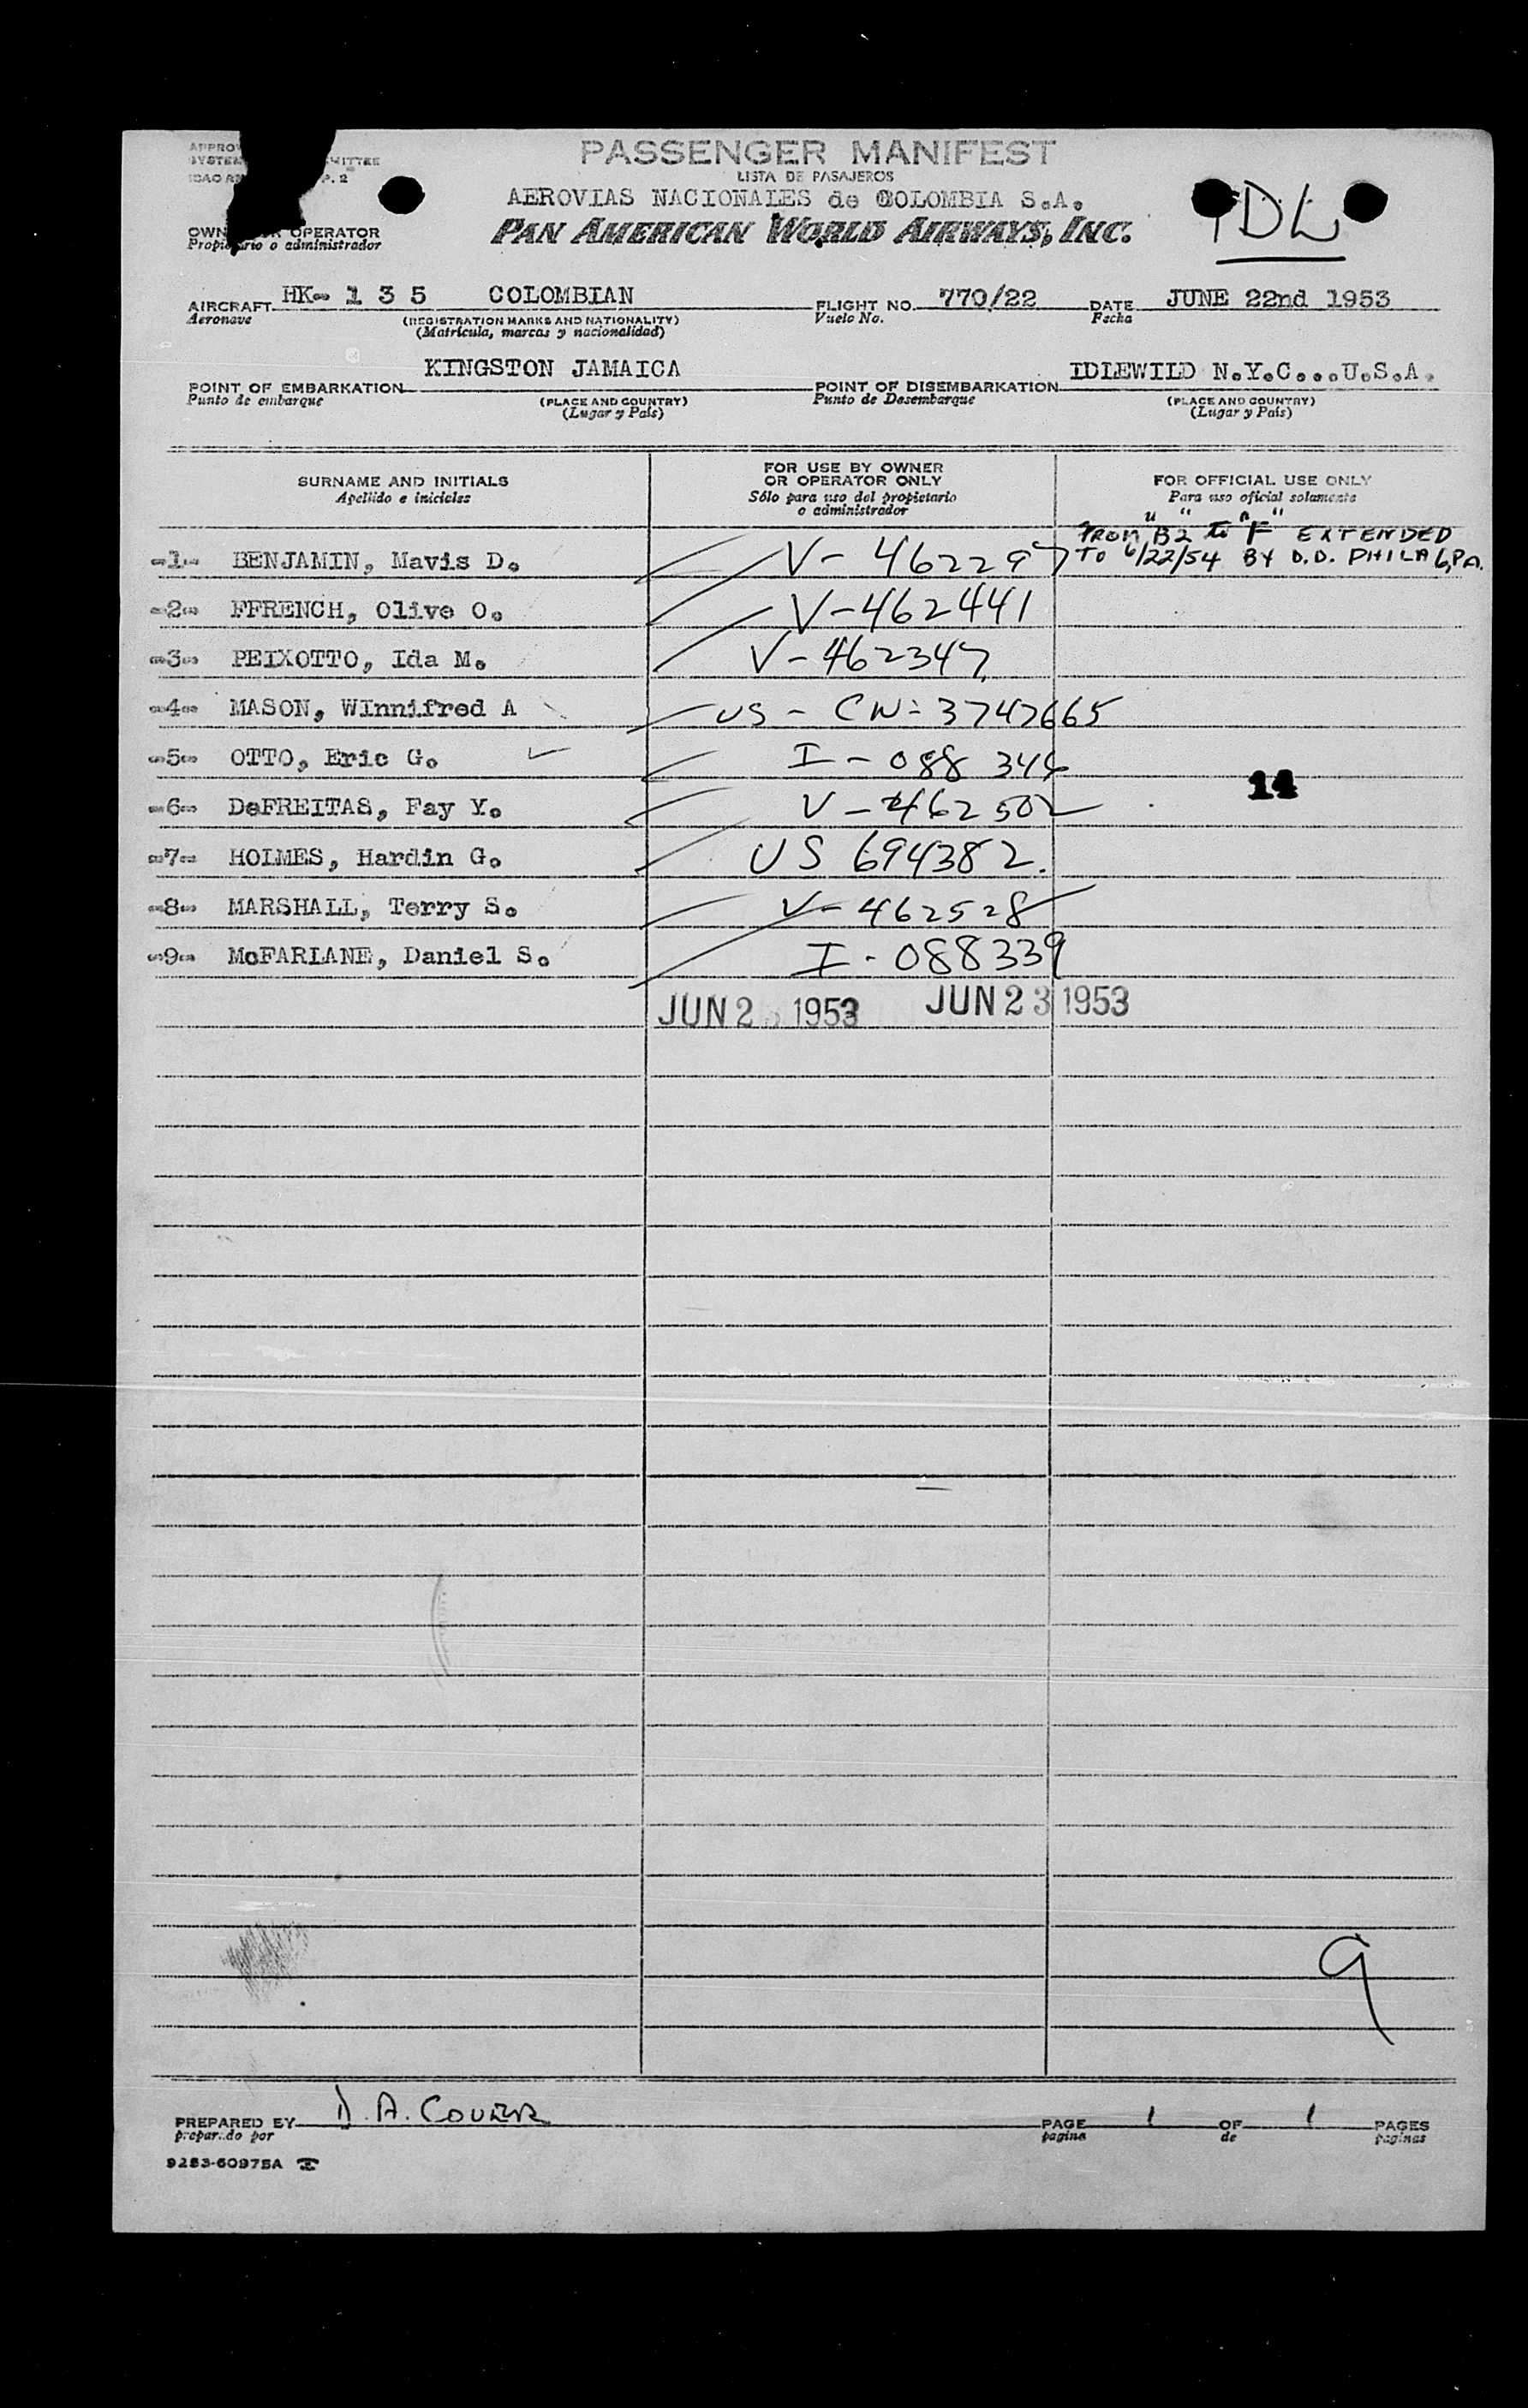 PASSENGER MANIFEST
LISTA DE PASAJEROS
AEROVIAS NACIONALES de COLOMBIA S.A.
PAN AMERICAN WORLD AIRWAYS, INC.
IDL
OPERATOR
o administrador
AIRCRAFT HK- 1 3 5 COLOMBIAN FLIGHT NO. 770/22 DATE JUNE 22nd 1953
Aeronave (REGISTRATION MARKS AND NATIONALITY) Vuelo No. Fecha
(Matrícula, marcas y nacionalidad)
KINGSTON JAMAICA IDLEWILD N.Y.C...U.S.A.
POINT OF EMBARKATION POINT OF DISEMBARKATION
Punto de embarque (PLACE AND COUNTRY) Punto de Desembarque (PLACE AND COUNTRY)
(Lugar y País) (Lugar y País)
SURNAME AND INITIALS FOR USE BY OWNER OR OPERATOR ONLY FOR OFFICIAL USE ONLY
Apellido e iniciales Sólo para uso del propietario o administrador Para uso oficial solamente
FROM "B2" to "F" EXTENDED
-1- BENJAMIN, Mavis D. V-462297 TO 6/22/54 BY D.D. PHILA 6, PA.
-2- FFRENCH, Olive O. V-462441
-3- PEIXOTTO, Ida M. V-462347
-4- MASON, WInnifred A US - CN: 3747665
-5- OTTO, Eric G. I-088 344
14
-6- DeFREITAS, Fay Y. V-462502
-7- HOLMES, Hardin G. US 694382.
-8- MARSHALL, Terry S. V-462528
-9- McFARLANE, Daniel S. I-088339
JUN 2 1953 JUN 23 1953
9
PREPARED BY D. A. PAGE 1 OF 1 PAGES
preparado por pagina de paginas
9283-60975A